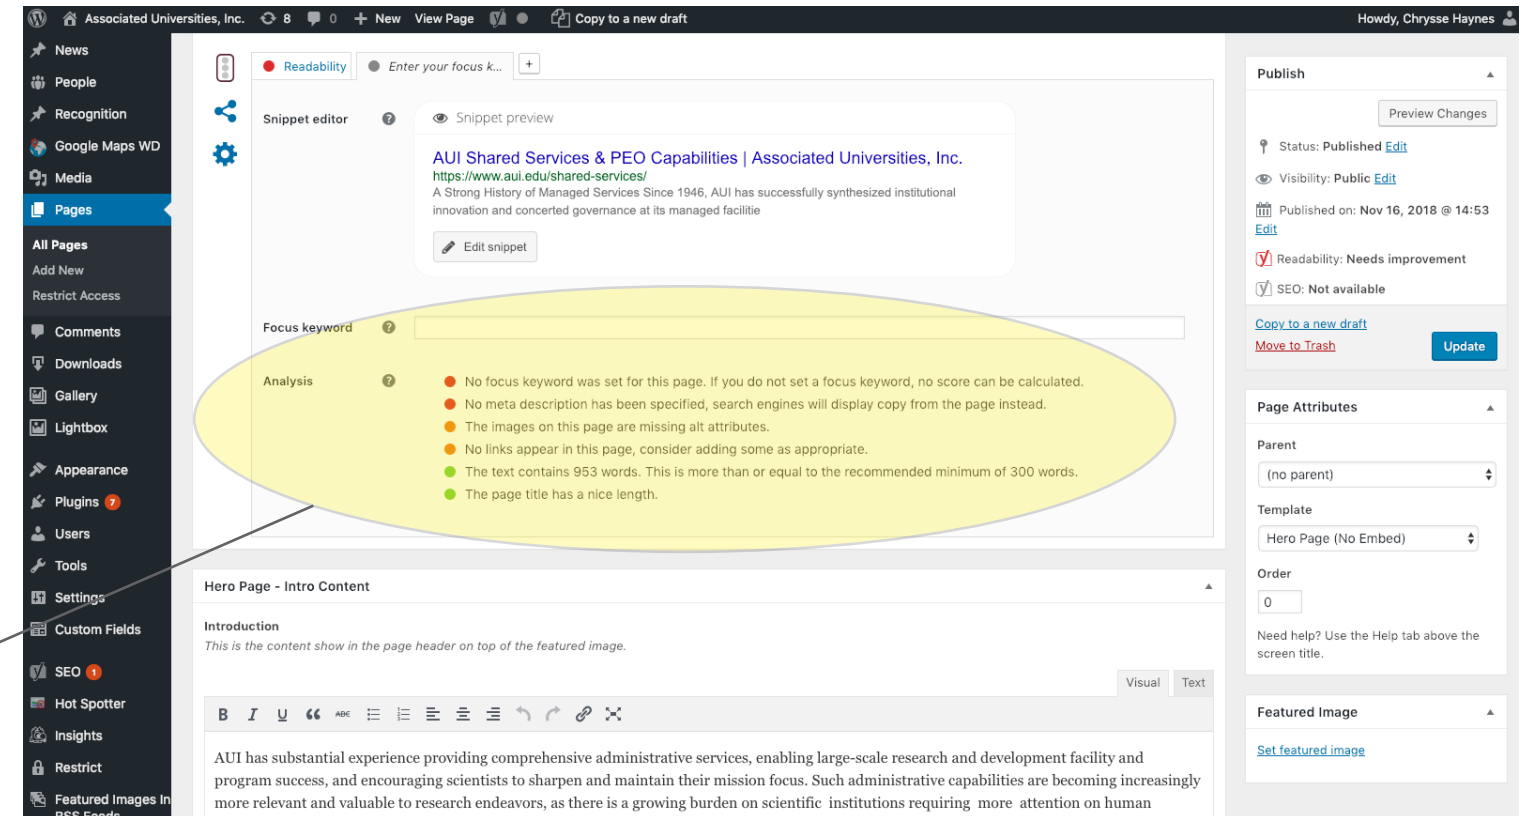 Associated Universities, Inc. 8 0 + New View Page Copy to a new draft Howdy, Chrysse Haynes
News
People
Recognition
Google Maps WD
Media
Pages
All Pages
Add New
Restrict Access
Comments
Downloads
Gallery
Lightbox
Appearance
Plugins 7
Users
Tools
Settings
Custom Fields
SEO 1
Hot Spotter
Insights
Restrict
Featured Images In
RSS Feeds
Readability Enter your focus k... +
Snippet editor ? Snippet preview
AUI Shared Services & PEO Capabilities | Associated Universities, Inc.
https://www.aui.edu/shared-services/
A Strong History of Managed Services Since 1946, AUI has successfully synthesized institutional
innovation and concerted governance at its managed facilitie
Edit snippet
Focus keyword ?
Analysis ?
No focus keyword was set for this page. If you do not set a focus keyword, no score can be calculated.
No meta description has been specified, search engines will display copy from the page instead.
The images on this page are missing alt attributes.
No links appear in this page, consider adding some as appropriate.
The text contains 953 words. This is more than or equal to the recommended minimum of 300 words.
The page title has a nice length.
Hero Page - Intro Content
Introduction
This is the content show in the page header on top of the featured image.
Visual Text
B I U ABC
AUI has substantial experience providing comprehensive administrative services, enabling large-scale research and development facility and
program success, and encouraging scientists to sharpen and maintain their mission focus. Such administrative capabilities are becoming increasingly
more relevant and valuable to research endeavors, as there is a growing burden on scientific institutions requiring more attention on human
Publish
Preview Changes
Status: Published Edit
Visibility: Public Edit
Published on: Nov 16, 2018 @ 14:53
Edit
Readability: Needs improvement
SEO: Not available
Copy to a new draft
Move to Trash
Update
Page Attributes
Parent
(no parent)
Template
Hero Page (No Embed)
Order
0
Need help? Use the Help tab above the
screen title.
Featured Image
Set featured image